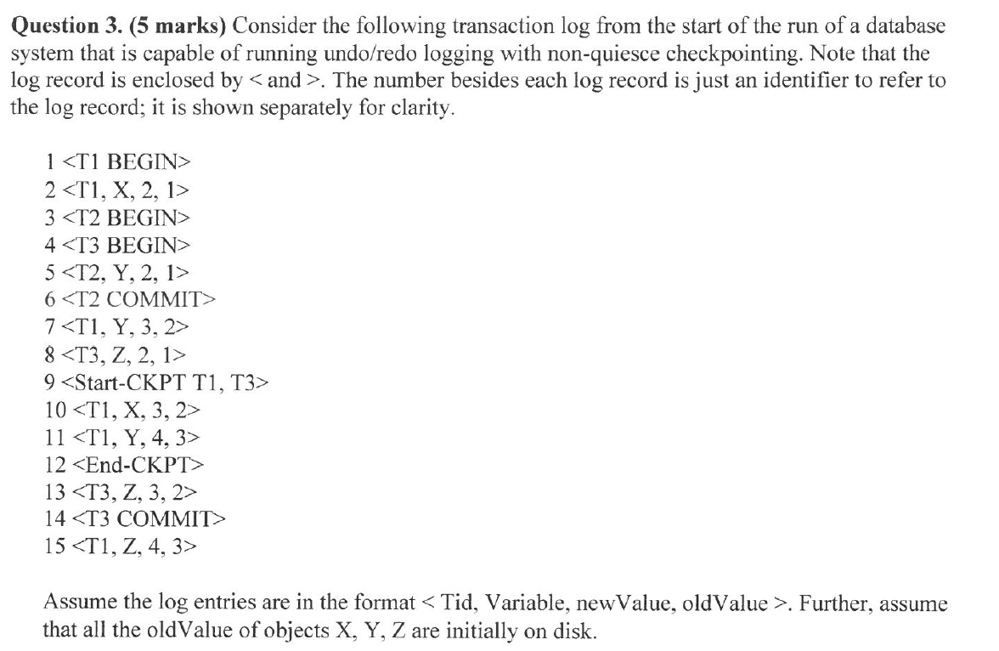 Question 3. (5 marks) Consider the following transaction log from the start of the run of a database
system that is capable of running undo/redo logging with non-quiesce checkpointing. Note that the
log record is enclosed by < and >. The number besides each log record is just an identifier to refer to
the log record; it is shown separately for clarity.
1 <T1 BEGIN>
2 <T1, X, 2, 1>
3 <T2 BEGIN>
4 <T3 BEGIN>
5 <T2, Y, 2, 1>
6 <T2 COMMIT>
7 <T1, Y, 3, 2>
8 <T3, Z, 2, 1>
9 <Start-CKPT T1, T3>
10 <T1, X, 3, 2>
11 <T1, Y, 4, 3>
12 <End-CKPT>
13 <T3, Z, 3, 2>
14 <T3 COMMIT>
15 <T1, Z, 4, 3>
Assume the log entries are in the format < Tid, Variable, newValue, oldValue >. Further, assume
that all the oldValue of objects X, Y, Z are initially on disk.